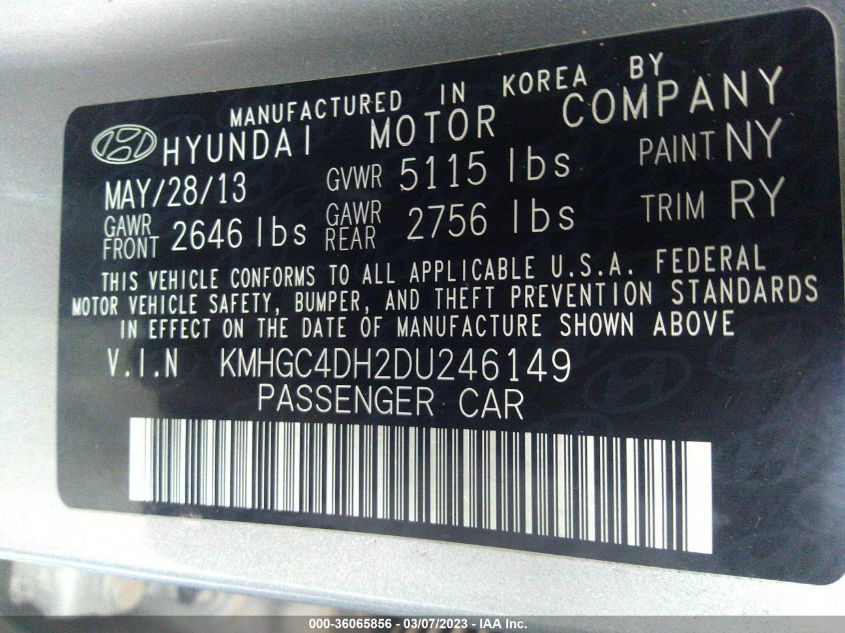 MANUFACTURED IN KOREA BY
HYUNDAI MOTOR COMPANY
MAY/28/13 GVWR 5115 lbs PAINT NY
GAWR FRONT 2646 lbs GAWR REAR 2756 lbs TRIM RY
THIS VEHICLE CONFORMS TO ALL APPLICABLE U.S.A. FEDERAL
MOTOR VEHICLE SAFETY, BUMPER, AND THEFT PREVENTION STANDARDS
IN EFFECT ON THE DATE OF MANUFACTURE SHOWN ABOVE
V.I.N KMHGC4DH2DU246149
PASSENGER CAR
000-36065856 - 03/07/2023 - IAA Inc.